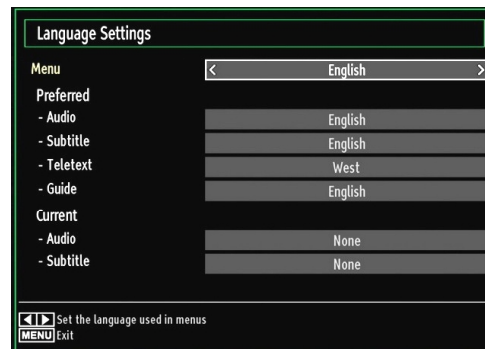 Language Settings
Menu < English >
Preferred
- Audio English
- Subtitle English
- Teletext West
- Guide English
Current
- Audio None
- Subtitle None
Set the language used in menus
MENU Exit